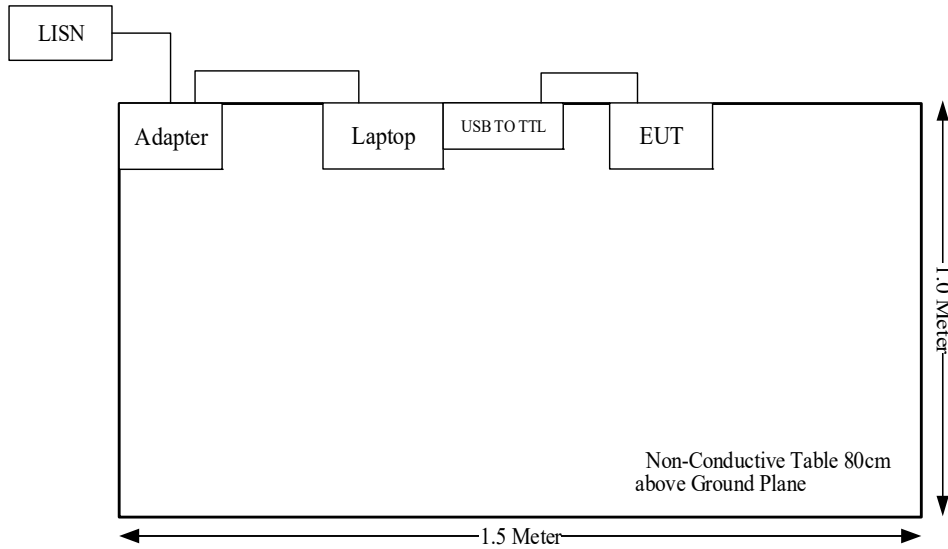 LISN
Adapter
Laptop
USB TO TTL
EUT
1.0 Meter
Non-Conductive Table 80cm
above Ground Plane
1.5 Meter